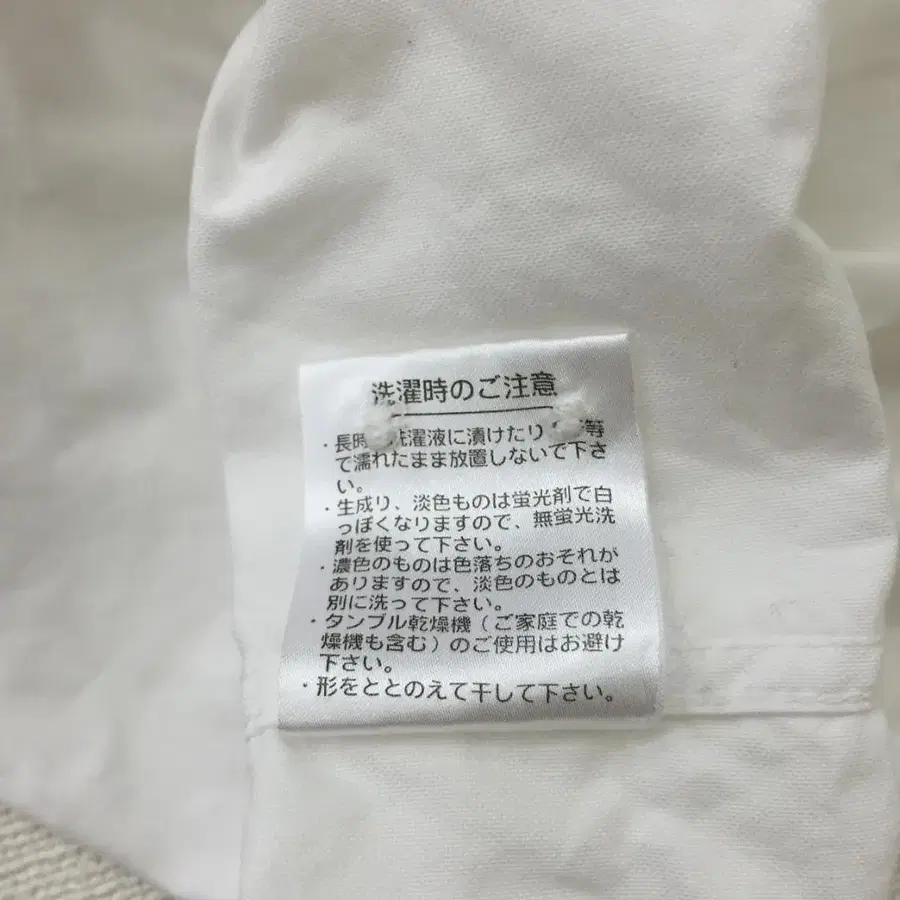 洗濯時のご注意
・長時 洗濯液に漬けたり 等
で濡れたまま放置しないで下さ
い。
・生成り、淡色ものは蛍光剤で白
っぽくなりますので、無蛍光洗
剤を使って下さい。
・濃色のものは色落ちのおそれが
ありますので、淡色のものとは
別に洗って下さい。
・タンブル乾燥機（ご家庭での乾
燥機も含む）のご使用はお避け
下さい。
・形をととのえて干して下さい。